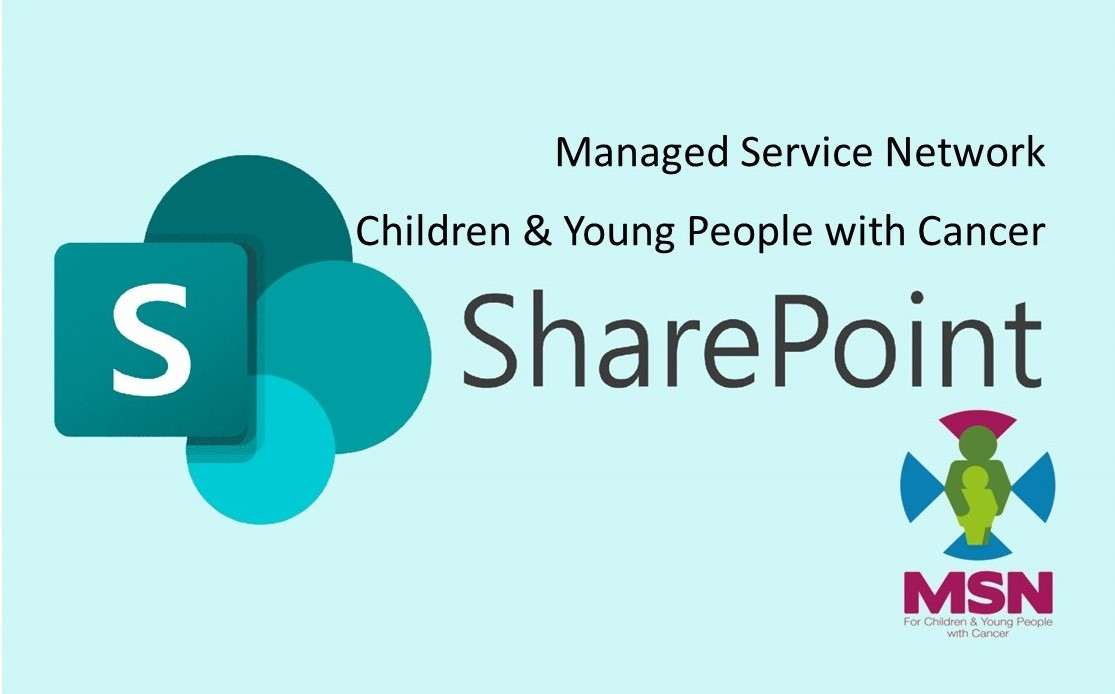 Managed Service Network
Children & Young People with Cancer
S
SharePoint
MSN
For Children & Young People
with Cancer